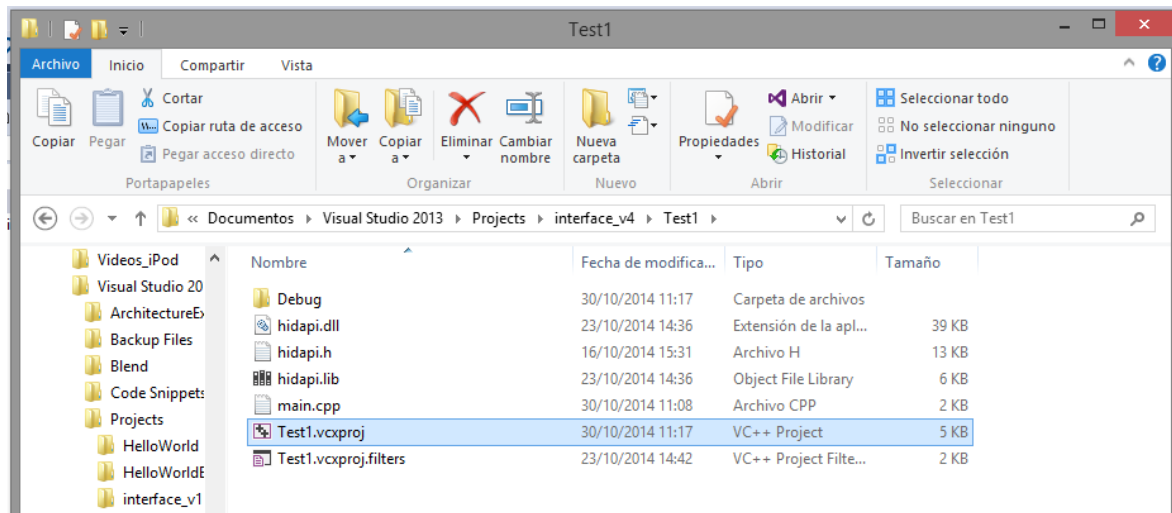 Test1
Archivo Inicio Compartir Vista
Copiar
Pegar
Cortar
Copiar ruta de acceso
Pegar acceso directo
Portapapeles
Mover a
Copiar a
Eliminar
Cambiar nombre
Organizar
Nueva carpeta
Nuevo
Propiedades
Abrir
Modificar
Historial
Abrir
Seleccionar todo
No seleccionar ninguno
Invertir selección
Seleccionar
« Documentos Visual Studio 2013 Projects interface_v4 Test1
Buscar en Test1
Videos_iPod
Visual Studio 20
ArchitectureEx
Backup Files
Blend
Code Snippets
Projects
HelloWorld
HelloWorldE
interface_v1
Nombre Fecha de modifica... Tipo Tamaño
Debug 30/10/2014 11:17 Carpeta de archivos
hidapi.dll 23/10/2014 14:36 Extensión de la apl... 39 KB
hidapi.h 16/10/2014 15:31 Archivo H 13 KB
hidapi.lib 23/10/2014 14:36 Object File Library 6 KB
main.cpp 30/10/2014 11:08 Archivo CPP 2 KB
Test1.vcxproj 30/10/2014 11:17 VC++ Project 5 KB
Test1.vcxproj.filters 23/10/2014 14:42 VC++ Project Filte... 2 KB